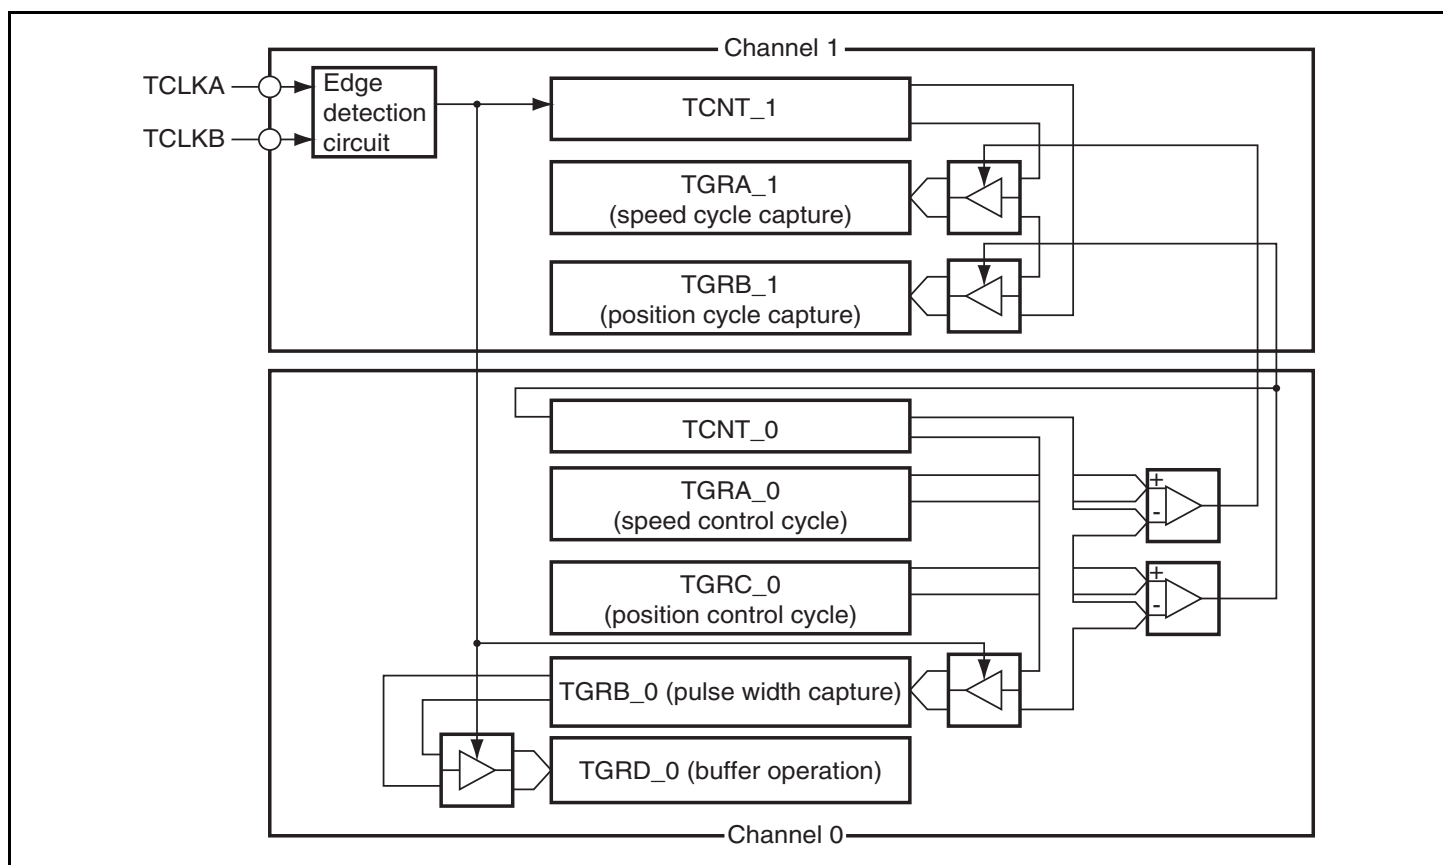 Channel 1
TCLKA
TCLKB
Edge
detection
circuit
TCNT_1
TGRA_1
(speed cycle capture)
TGRB_1
(position cycle capture)
TCNT_0
TGRA_0
(speed control cycle)
+
-
TGRC_0
(position control cycle)
+
-
TGRB_0 (pulse width capture)
TGRD_0 (buffer operation)
Channel 0